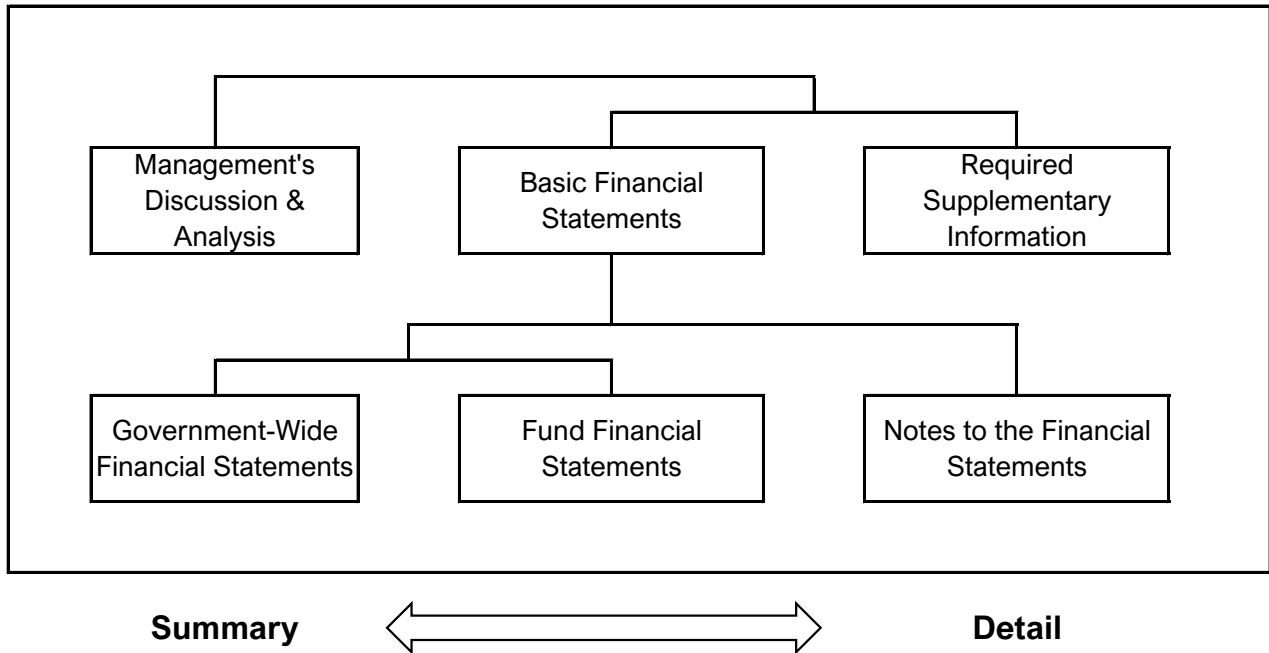 Management's
Discussion &
Analysis
Basic Financial
Statements
Required
Supplementary
Information
Government-Wide
Financial Statements
Fund Financial
Statements
Notes to the Financial
Statements
Summary
Detail